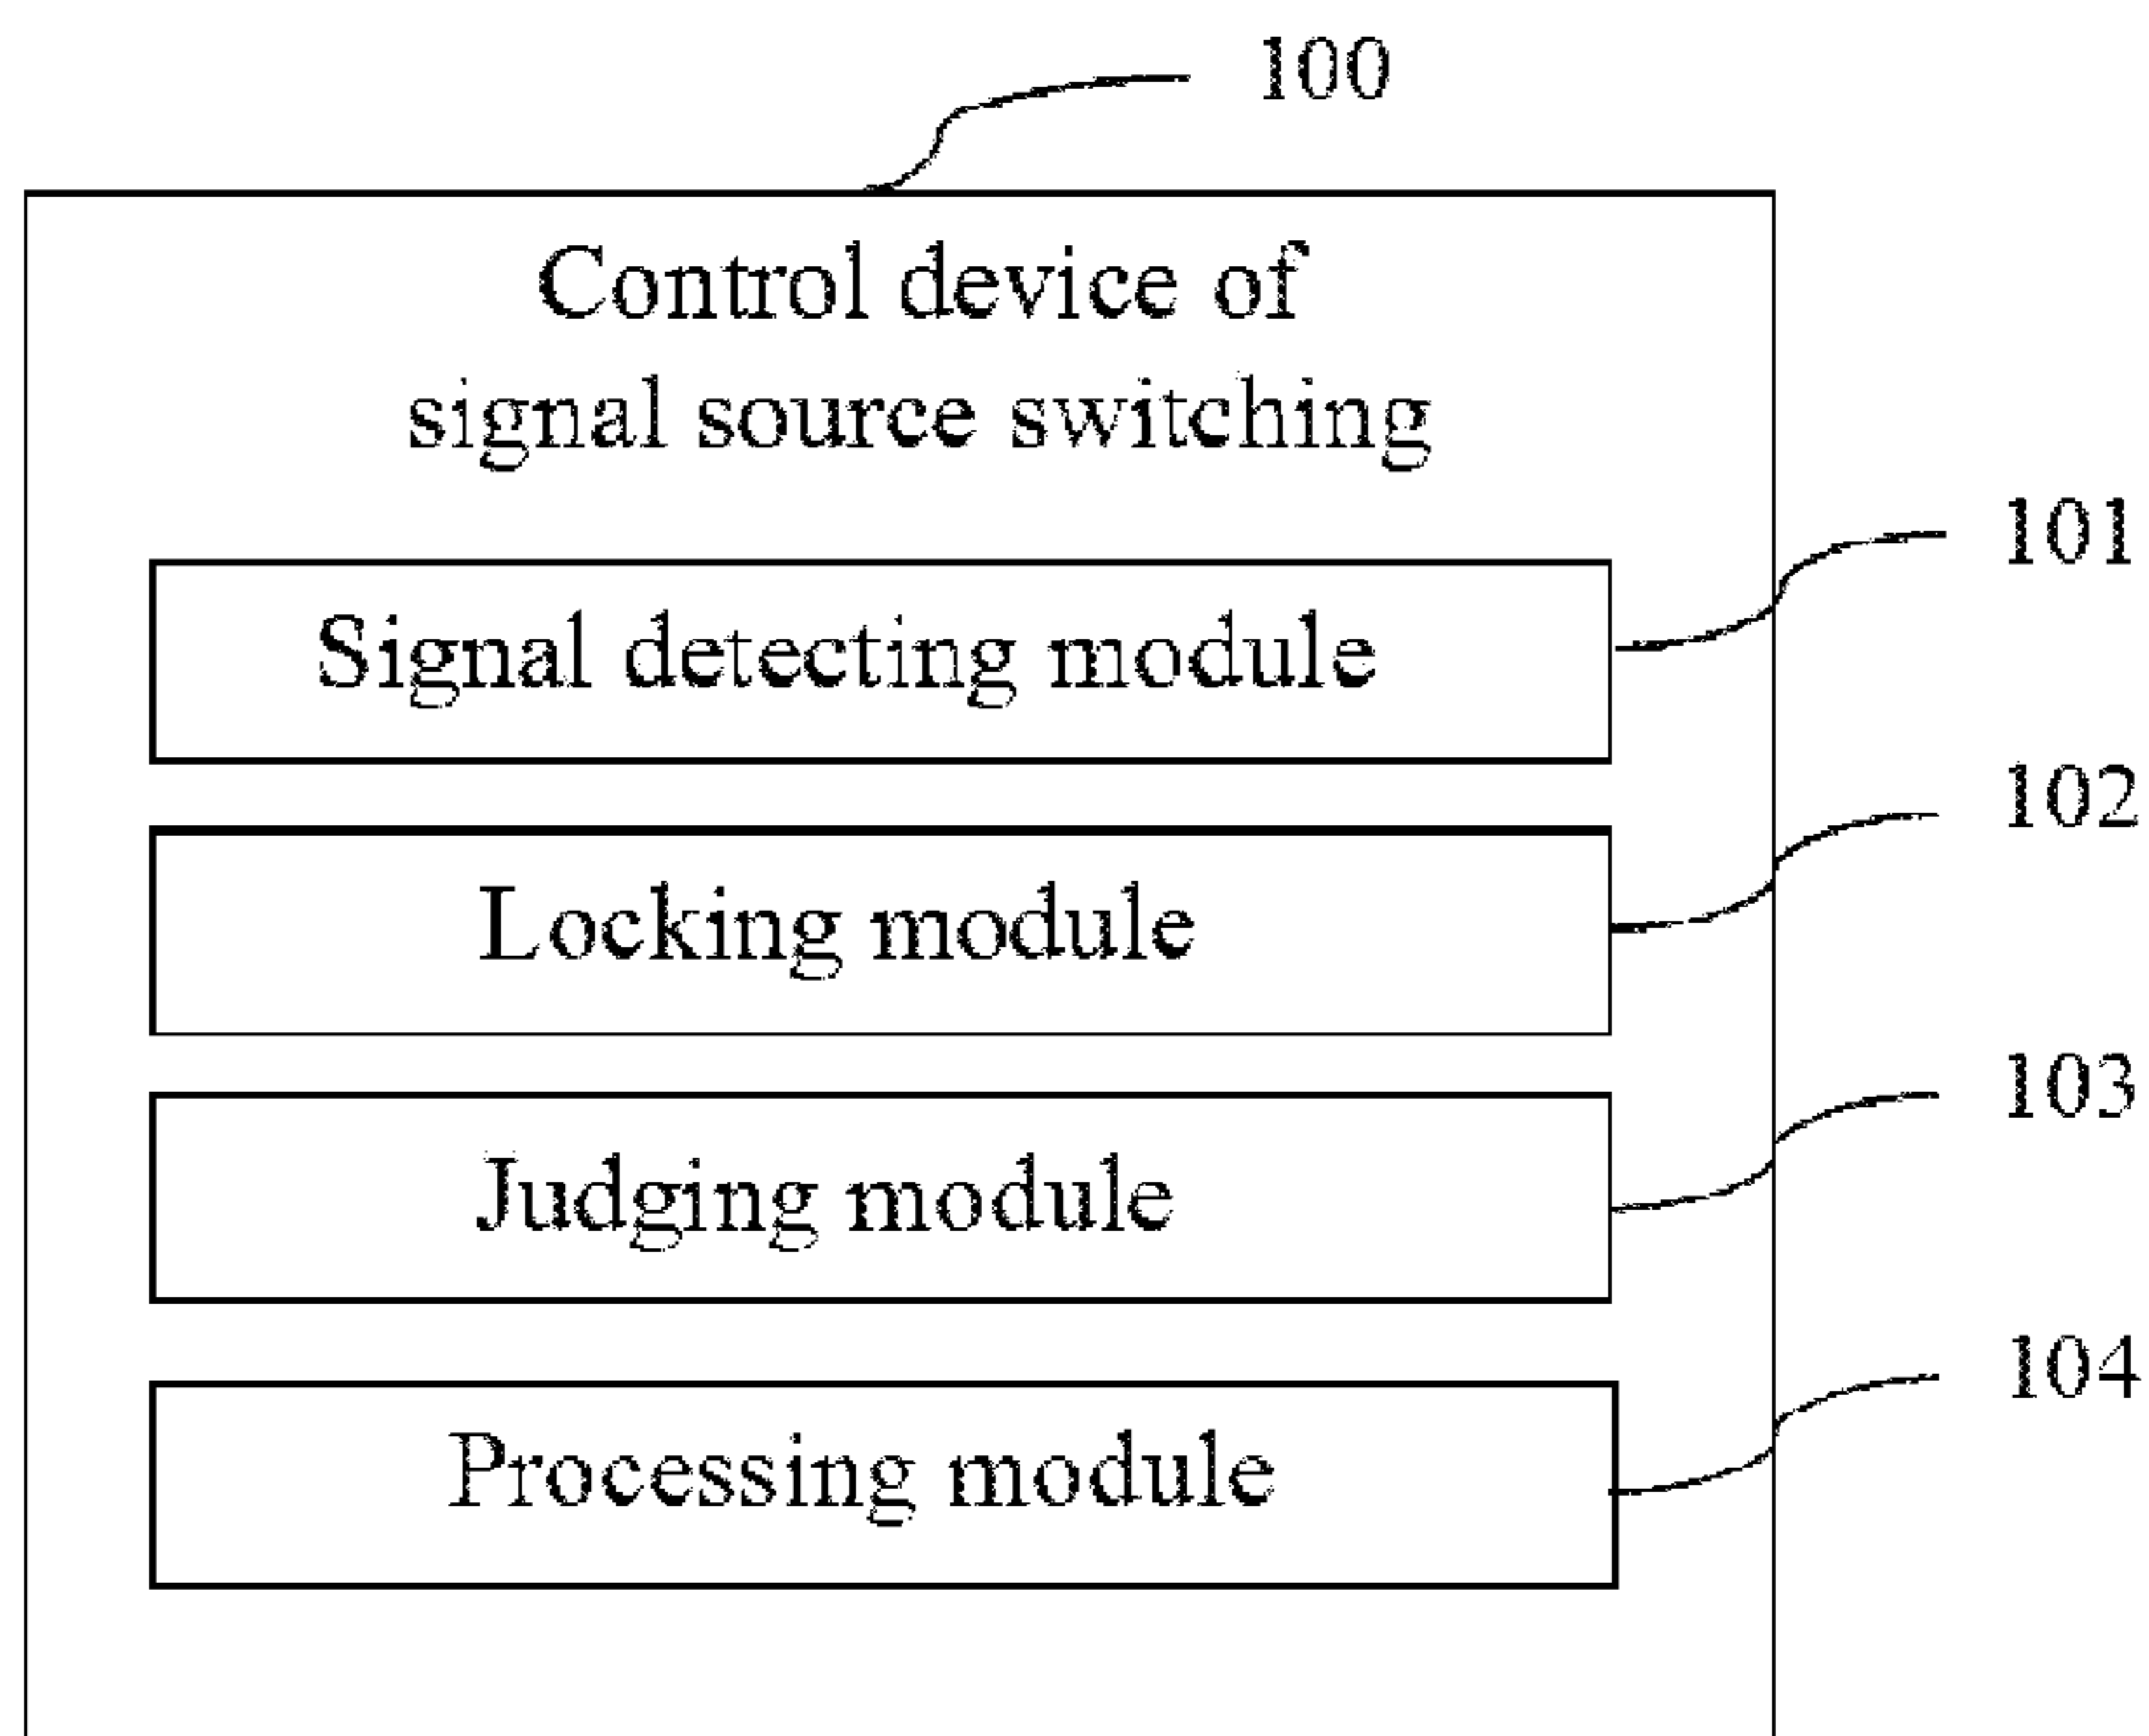 100
Control device of
signal source switching
101
Signal detecting module
102
Locking module
103
Judging module
104
Processing module